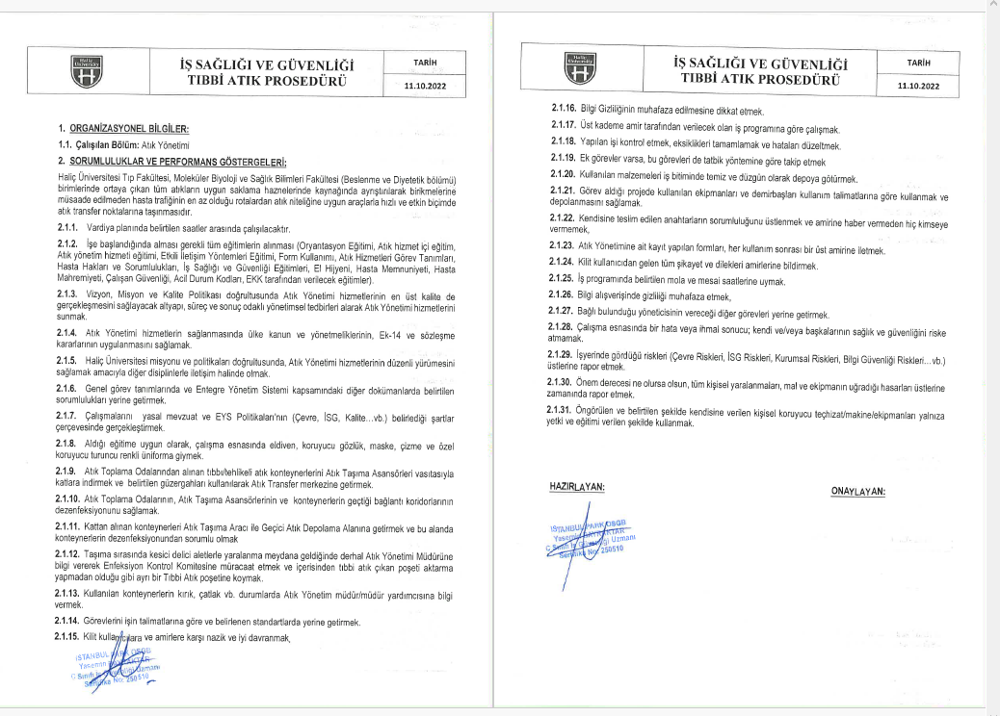 Haliç
University
İŞ SAĞLIĞI VE GÜVENLİĞİ
TIBBİ ATIK PROSEDÜRÜ
TARİH
11.10.2022
1. ORGANİZASYONEL BİLGİLER:
1.1. Çalışılan Bölüm: Atık Yönetimi
2. SORUMLULUKLAR VE PERFORMANS GÖSTERGELERİ:
Haliç Üniversitesi Tıp Fakültesi, Moleküler Biyoloji ve Sağlık Bilimleri Fakültesi (Beslenme ve Diyetetik bölümü)
birimlerinde ortaya çıkan tüm atıkların uygun saklama haznelerinde kaynağında ayrıştırılarak birikmelerine
müsaade edilmeden hasta trafiğinin en az olduğu rotalardan atık niteliğine uygun araçlarla hızlı ve etkin biçimde
atık transfer noktalarına taşınmasıdır.
2.1.1. Vardiya planında belirtilen saatler arasında çalışılacaktır.
2.1.2. İşe başlandığında alması gerekli tüm eğitimlerin alınması (Oryantasyon Eğitimi, Atık hizmet içi eğitim,
Atık yönetim hizmeti eğitimi, Etkili İletişim Yöntemleri Eğitimi, Form Kullanımı, Atık Hizmetleri Görev Tanımları,
Hasta Hakları ve Sorumlulukları, İş Sağlığı ve Güvenliği Eğitimleri, El Hijyeni, Hasta Memnuniyeti, Hasta
Mahremiyeti, Çalışan Güvenliği, Acil Durum Kodları, EKK tarafından verilecek eğitimler).
2.1.3. Vizyon, Misyon ve Kalite Politikası doğrultusunda Atık Yönetimi hizmetlerinin en üst kalite de
gerçekleşmesini sağlayacak altyapı, süreç ve sonuç odaklı yönetimsel tedbirleri alarak Atık Yönetimi hizmetlerini
sunmak.
2.1.4. Atık Yönetimi hizmetlerin sağlanmasında ülke kanun ve yönetmeliklerinin, Ek-14 ve sözleşme
kararlarının uygulanmasını sağlamak.
2.1.5. Haliç Üniversitesi misyonu ve politikaları doğrultusunda, Atık Yönetimi hizmetlerinin düzenli yürümesini
sağlamak amacıyla diğer disiplinlerle iletişim halinde olmak.
2.1.6. Genel görev tanımlarında ve Entegre Yönetim Sistemi kapsamındaki diğer dokümanlarda belirtilen
sorumlulukları yerine getirmek.
2.1.7. Çalışmalarını yasal mevzuat ve EYS Politikaları'nın (Çevre, İSG, Kalite...vb.) belirlediği şartlar
çerçevesinde gerçekleştirmek.
2.1.8. Aldığı eğitime uygun olarak, çalışma esnasında eldiven, koruyucu gözlük, maske, çizme ve özel
koruyucu turuncu renkli üniforma giymek.
2.1.9. Atık Toplama Odalarından alınan tıbbı/tehlikeli atık konteynerlerini Atık Taşıma Asansörleri vasıtasıyla
katlara indirmek ve belirtilen güzergahları kullanılarak Atık Transfer merkezine getirmek.
2.1.10. Atık Toplama Odalarının, Atık Taşıma Asansörlerinin ve konteynerlerin geçtiği bağlantı koridorlarının
dezenfeksiyonunu sağlamak.
2.1.11. Kattan alınan konteynerleri Atık Taşıma Aracı ile Geçici Atık Depolama Alanına getirmek ve bu alanda
konteynerlerin dezenfeksiyondan sorumlu olmak
2.1.12. Taşıma sırasında kesici delici aletlerle yaralanma meydana geldiğinde derhal Atık Yönetimi Müdürüne
bilgi vererek Enfeksiyon Kontrol Komitesine müracaat etmek ve içerisinden tıbbi atık çıkan poşeti aktarma
yapmadan olduğu gibi ayrı bir Tıbbi Atık poşetine koymak.
2.1.13. Kullanılan konteynerlerin kırık, çatlak vb. durumlarda Atık Yönetim müdür/müdür yardımcısına bilgi
vermek.
2.1.14. Görevlerini işin talimatlarına göre ve belirlenen standartlarda yerine getirmek.
2.1.15. Kilit kullanıcılara ve amirlere karşı nazik ve iyi davranmak,
İSTANBUL PARK OSGB
Yasemin BAYRAKTAR
C Sınıfı İş Güvenliği Uzmanı
Sertifika No: 250510
Haliç
University
İŞ SAĞLIĞI VE GÜVENLİĞİ
TIBBİ ATIK PROSEDÜRÜ
TARİH
11.10.2022
2.1.16. Bilgi Gizliliğinin muhafaza edilmesine dikkat etmek.
2.1.17. Üst kademe amir tarafından verilecek olan iş programına göre çalışmak.
2.1.18. Yapılan işi kontrol etmek, eksiklikleri tamamlamak ve hataları düzeltmek.
2.1.19. Ek görevler varsa, bu görevleri de tatbik yöntemine göre takip etmek
2.1.20. Kullanılan malzemeleri iş bitiminde temiz ve düzgün olarak depoya götürmek.
2.1.21. Görev aldığı projede kullanılan ekipmanları ve demirbaşları kullanım talimatlarına göre kullanmak ve
depolanmasını sağlamak.
2.1.22. Kendisine teslim edilen anahtarların sorumluluğunu üstlenmek ve amirine haber vermeden hiç kimseye
vermemek,
2.1.23. Atık Yönetimine ait kayıt yapılan formları, her kullanım sonrası bir üst amirine iletmek.
2.1.24. Kilit kullanıcıdan gelen tüm şikayet ve dilekleri amirlerine bildirmek.
2.1.25. İş programında belirtilen mola ve mesai saatlerine uymak.
2.1.26. Bilgi alışverişinde gizliliği muhafaza etmek,
2.1.27. Bağlı bulunduğu yöneticisinin vereceği diğer görevleri yerine getirmek.
2.1.28. Çalışma esnasında bir hata veya ihmal sonucu; kendi ve/veya başkalarının sağlık ve güvenliğini riske
atmamak.
2.1.29. İşyerinde gördüğü riskleri (Çevre Riskleri, İSG Riskleri, Kurumsal Riskleri, Bilgi Güvenliği Riskleri...vb.)
üstlerine rapor etmek.
2.1.30. Önem derecesi ne olursa olsun, tüm kişisel yaralanmaları, mal ve ekipmanın uğradığı hasarları üstlerine
zamanında rapor etmek.
2.1.31. Öngörülen ve belirtilen şekilde kendisine verilen kişisel koruyucu teçhizat/makine/ekipmanları yalnıza
yetki ve eğitimi verilen şekilde kullanmak.
HAZIRLAYAN:
ONAYLAYAN:
İSTANBUL PARK OSGB
Yasemin BAYRAKTAR
C Sınıfı İş Güvenliği Uzmanı
Sertifika No: 250510